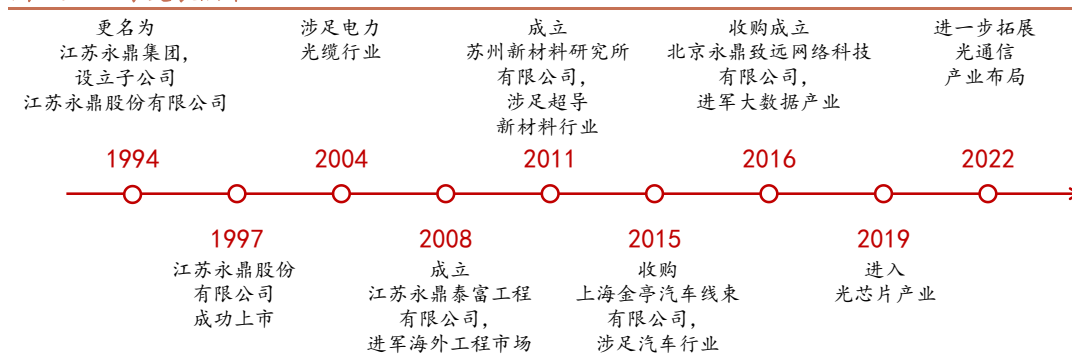 更名为
江苏永鼎集团，
设立子公司
江苏永鼎股份有限公司
涉足电力
光缆行业
成立
苏州新材料研究所
有限公司，
涉足超导
新材料行业
收购成立
北京永鼎致远网络科技
有限公司，
进军大数据产业
进一步拓展
光通信
产业布局
1994
2004
2011
2016
2022
1997
2008
2015
2019
江苏永鼎股份
有限公司
成功上市
成立
江苏永鼎泰富工程
有限公司，
进军海外工程市场
收购
上海金亭汽车线束
有限公司，
涉足汽车行业
进入
光芯片产业